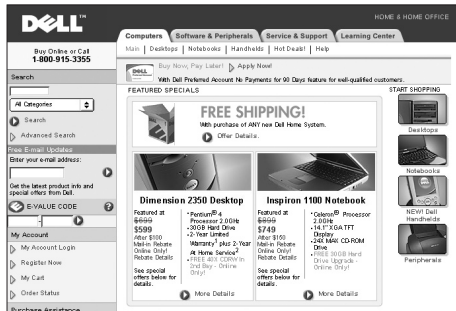 DELL™
HOME & HOME OFFICE
Computers
Software & Peripherals
Service & Support
Learning Center
Main | Desktops | Notebooks | Handhelds | Hot Deals! | Help
Buy Online or Call
1-800-915-3355
Buy Now, Pay Later! Apply Now!
With Dell Preferred Account No Payments for 90 Days feature for well-qualified customers.
Search
All Categories
Search
Advanced Search
Free E-mail Updates
Enter your e-mail address:
Get the latest product info and
special offers from Dell.
E-VALUE CODE
-
My Account
My Account Login
Register Now
My Cart
Order Status
Purchase Assistance
FEATURED SPECIALS
FREE SHIPPING!
With purchase of ANY new Dell Home System.
Offer Details.
Dimension 2350 Desktop
Featured at
$699
$599
After $100
Mail-in Rebate
Online Only!
Rebate Details
See special
offers below for
details.
•Pentium® 4
Processor 2.00GHz
•30GB Hard Drive
•2-Year Limited
Warranty³ plus 2-Year
At Home Service²
•FREE 40X CDRW In
2nd Bay - Online
Only!
More Details
Inspiron 1100 Notebook
Featured at
$899
$749
After $150
Mail-in Rebate
Online Only!
Rebate Details
See special
offers below for
details.
•Celeron® Processor
2.00GHz
•14.1" XGA TFT
Display
•24X MAX CD-ROM
Drive
•FREE 30GB Hard
Drive Upgrade -
Online Only!
More Details
START SHOPPING
Desktops
Notebooks
NEW! Dell
Handhelds
Peripherals